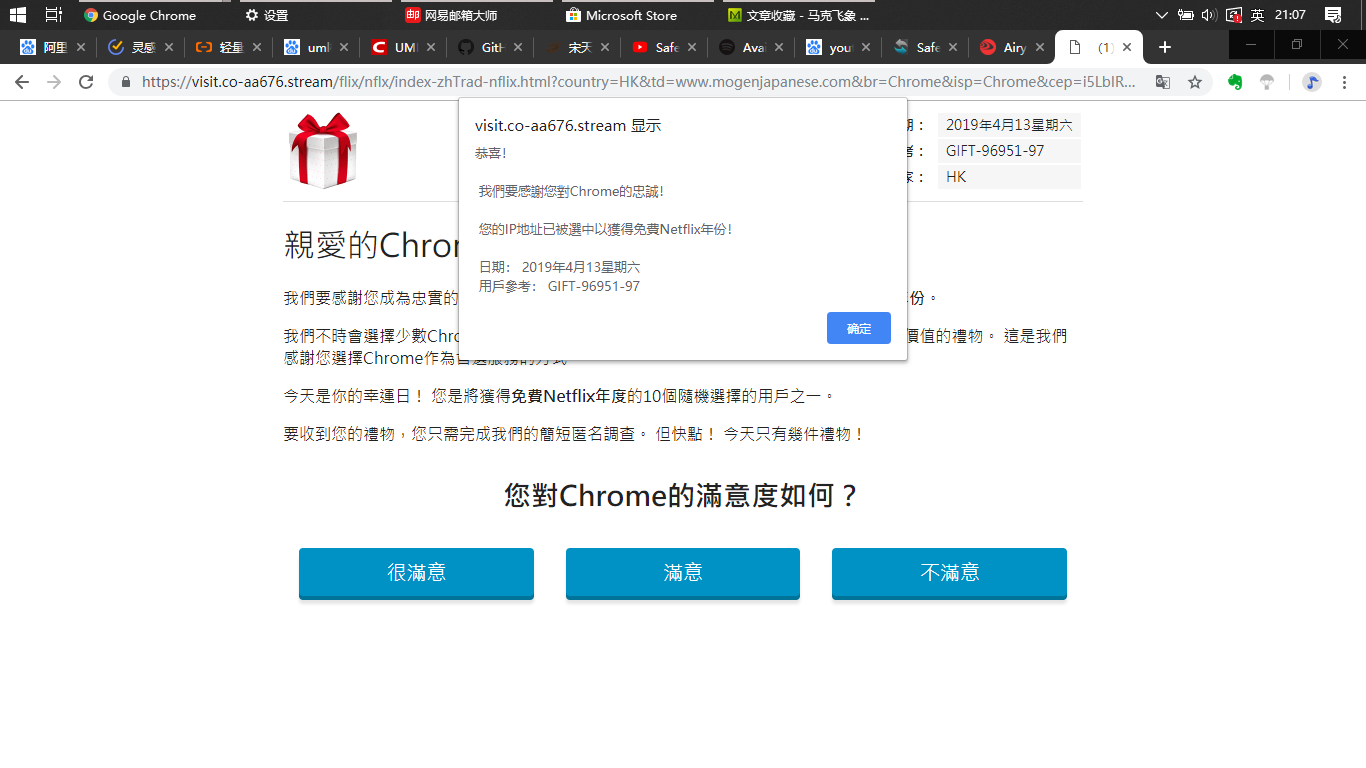 Google Chrome
设置
网易邮箱大师
Microsoft Store
文章收藏 - 马克飞象 ...
英
21:07
阿里
灵感
轻星
umli
UMI
GitH
宋天
Safe
Avai
yout
Safe
Airy
(1)
https://visit.co-aa676.stream/flix/nflx/index-zhTrad-nflix.html?country=HK&td=www.mogenjapanese.com&br=Chrome&isp=Chrome&cep=i5LbIR...
visit.co-aa676.stream 显示
恭喜!
我們要感謝您對Chrome的忠誠!
您的IP地址已被選中以獲得免費Netflix年份!
日期: 2019年4月13星期六
用戶參考: GIFT-96951-97
确定
2019年4月13星期六
GIFT-96951-97
家: HK
親愛的Chro
我們要感謝您成為忠實的
份。
我們不時會選擇少數Chr
價值的禮物。 這是我們
感謝您選擇Chrome作為首選服務的方式
今天是你的幸運日! 您是將獲得免費Netflix年度的10個隨機選擇的用戶之一。
要收到您的禮物,您只需完成我們的簡短匿名調查。 但快點! 今天只有幾件禮物!
您對Chrome的滿意度如何?
很滿意
滿意
不滿意